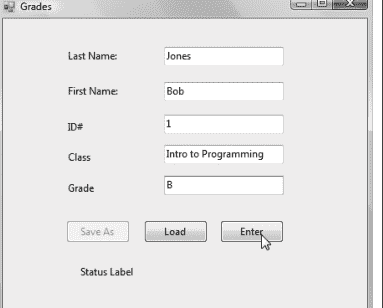 Grades
Last Name: Jones
First Name: Bob
ID# 1
Class Intro to Programming
Grade B
Save As Load Enter
Status Label